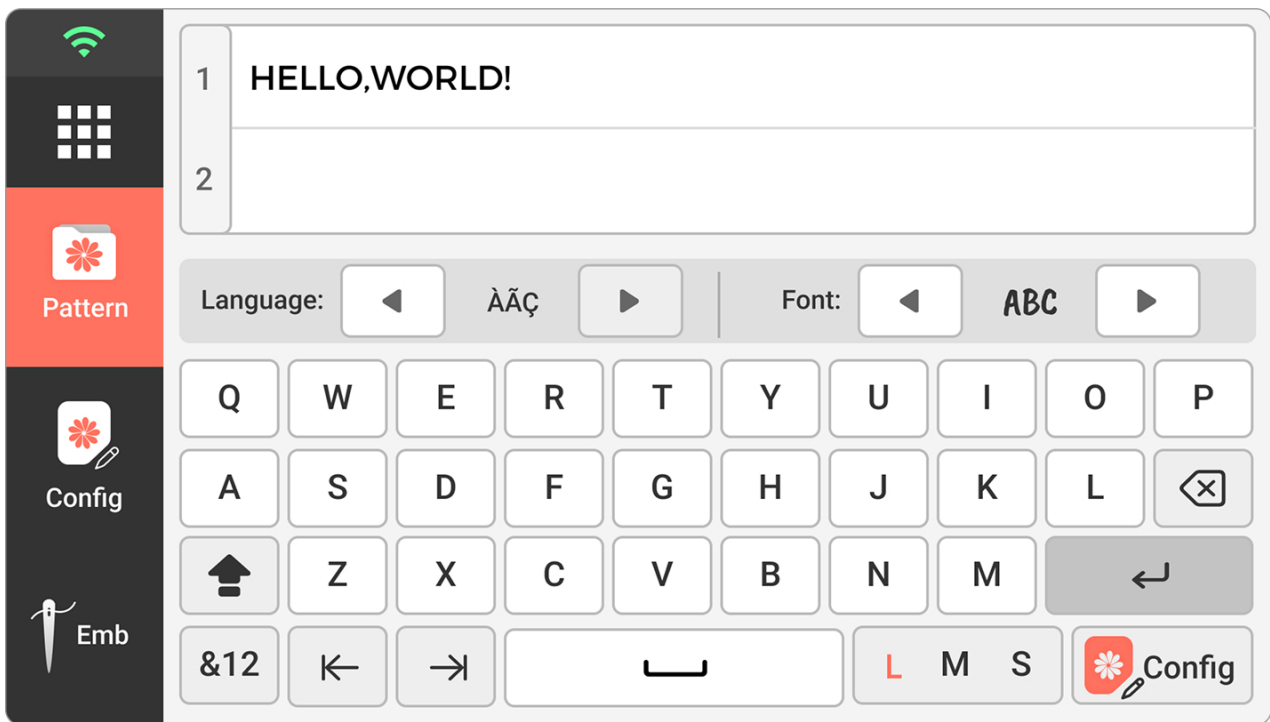 1 HELLO,WORLD!
2
Pattern
Language: ÀÃÇ Font: ABC
Q W E R T Y U I O P
Config
A S D F G H J K L
Z X C V B N M
Emb
&12 L M S Config